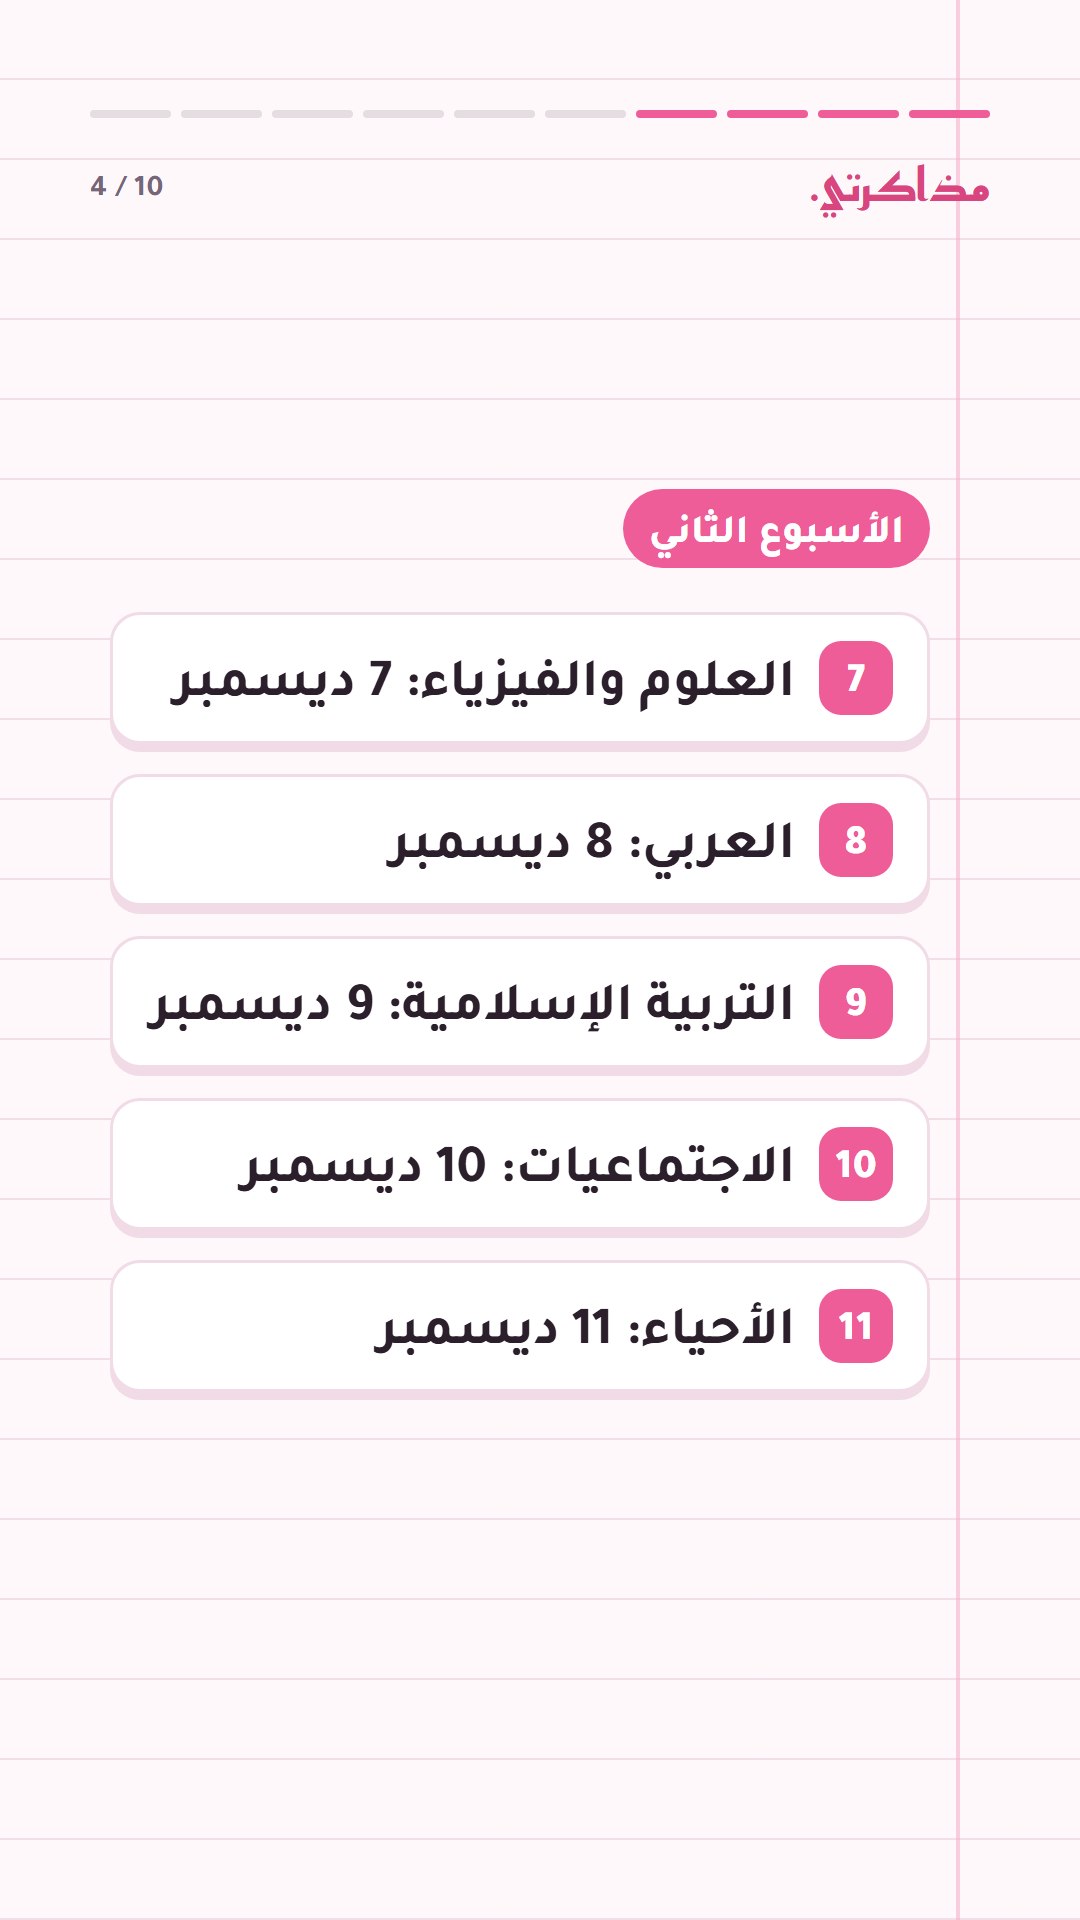 مذاكرتي.
4 / 10
الأسبوع الثاني
7 العلوم والفيزياء: 7 ديسمبر
8 العربي: 8 ديسمبر
9 التربية الإسلامية: 9 ديسمبر
10 الاجتماعيات: 10 ديسمبر
11 الأحياء: 11 ديسمبر